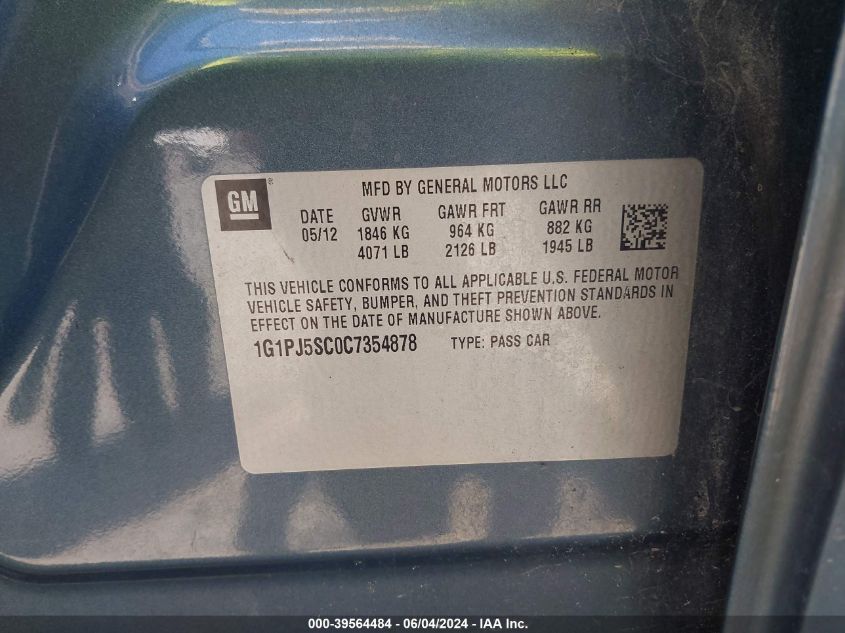 GM ®
MFD BY GENERAL MOTORS LLC
DATE GVWR GAWR FRT GAWR RR
05/12 1846 KG 964 KG 882 KG
4071 LB 2126 LB 1945 LB
THIS VEHICLE CONFORMS TO ALL APPLICABLE U.S. FEDERAL MOTOR
VEHICLE SAFETY, BUMPER, AND THEFT PREVENTION STANDARDS IN
EFFECT ON THE DATE OF MANUFACTURE SHOWN ABOVE.
1G1PJ5SC0C7354878 TYPE: PASS CAR
000-39564484 - 06/04/2024 - IAA Inc.